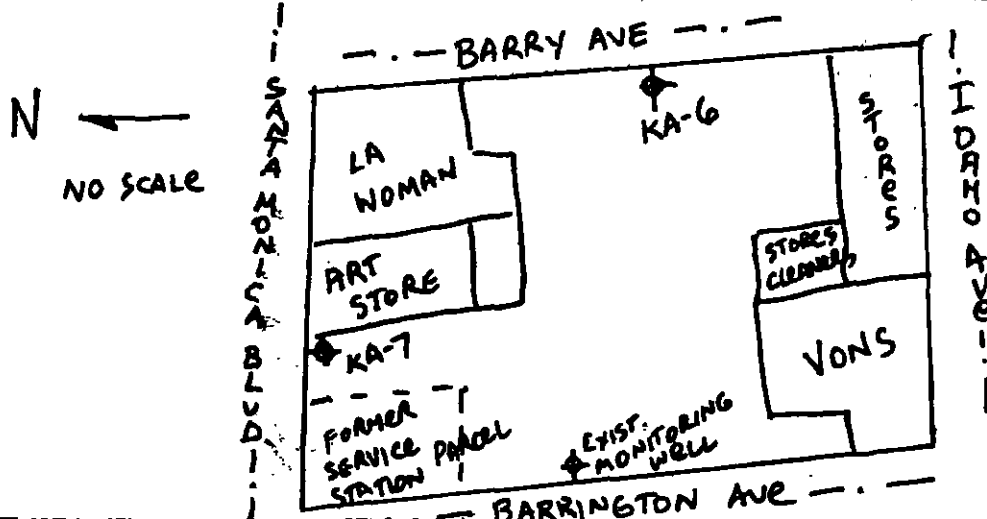 BARRY AVE
SANTA MONICA BLVD.
N
NO SCALE
KA-6
STORES
IDAHO AVE
LA
WOMAN
ART
STORE
STORES
CLEANERS
KA-7
VONS
FORMER
SERVICE
STATION PARCEL
EXIST.
MONITORING
WELL
BARRINGTON AVE